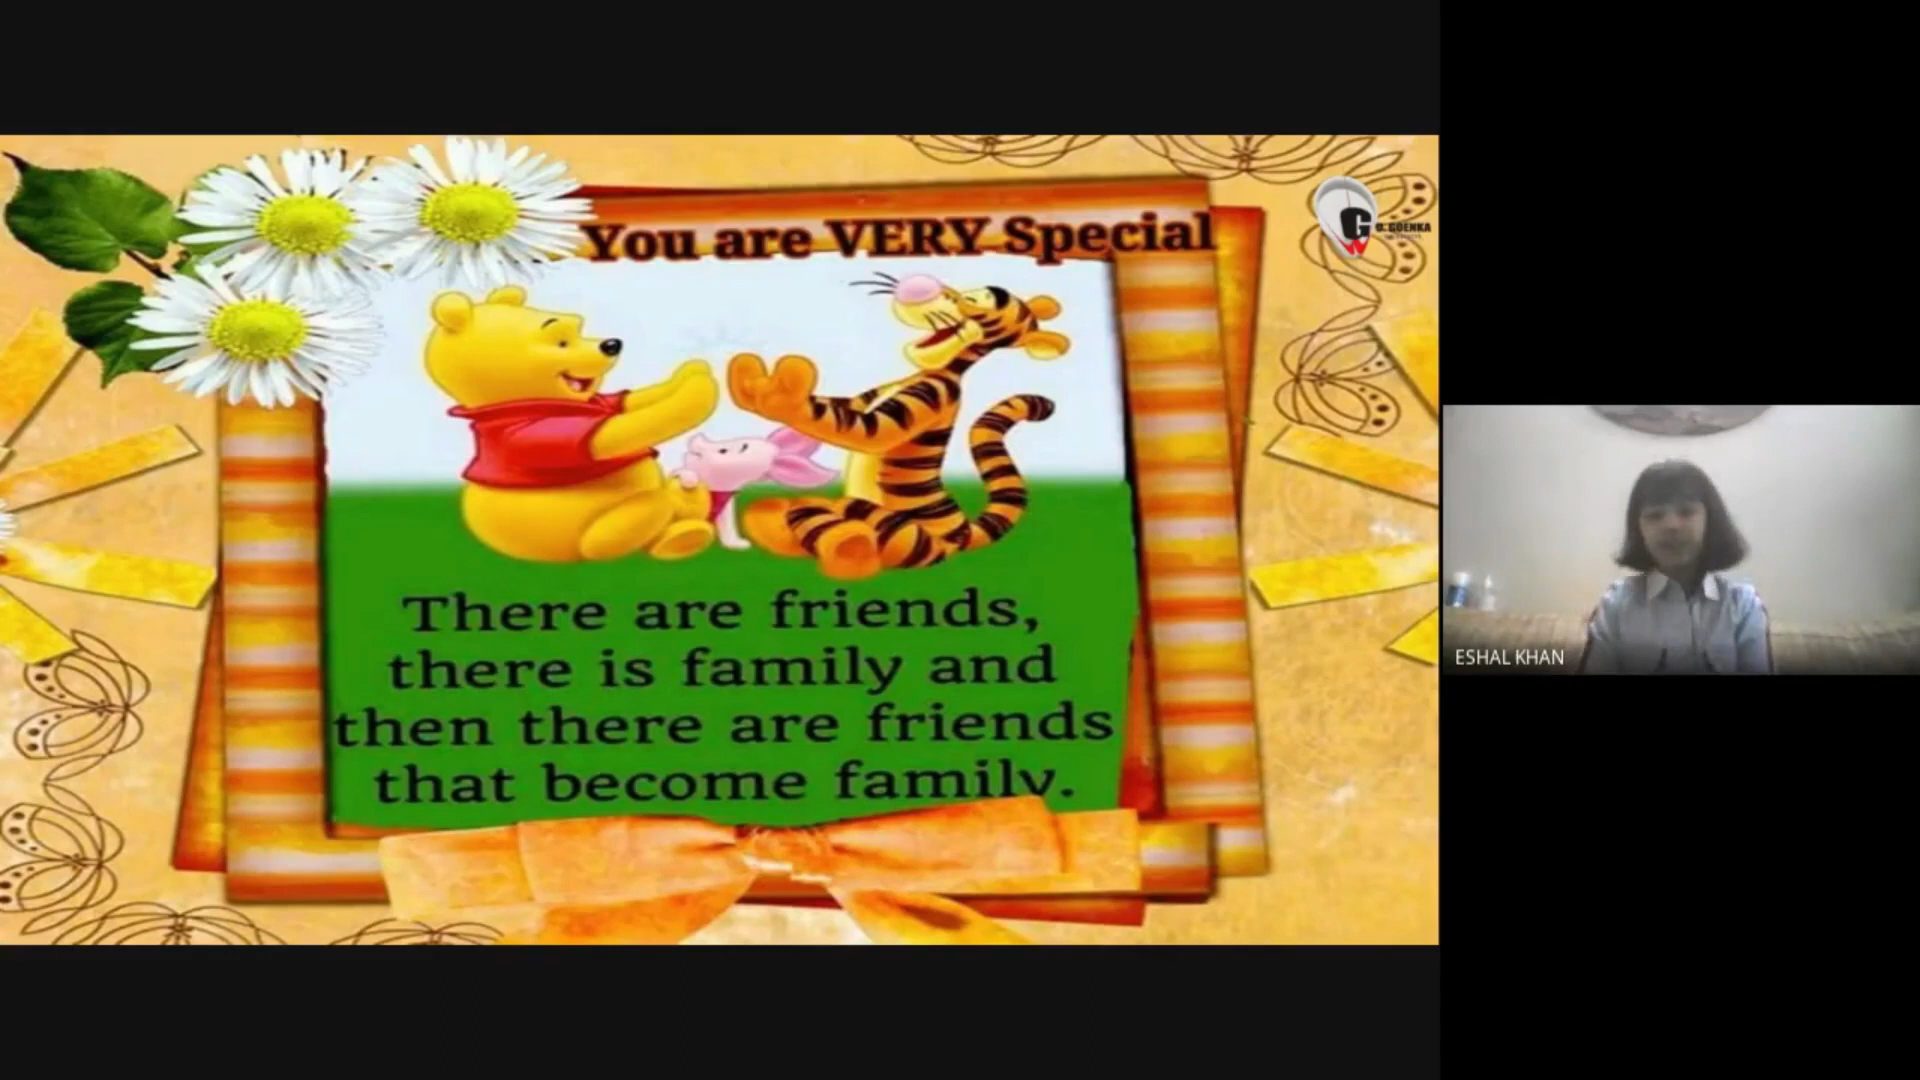 You are VERY Special
G
D. GOENKA
There are friends,
there is family and
then there are friends
that become family.
ESHAL KHAN